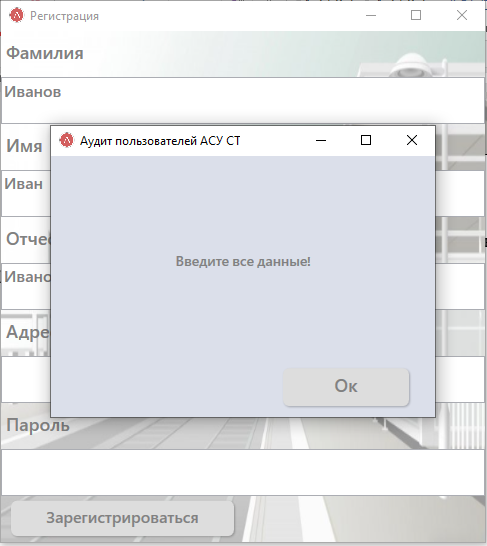 Регистрация
Фамилия
Иванов
Аудит пользователей АСУ СТ
Имя
Иван
Введите все данные!
Ок
Пароль
Зарегистрироваться